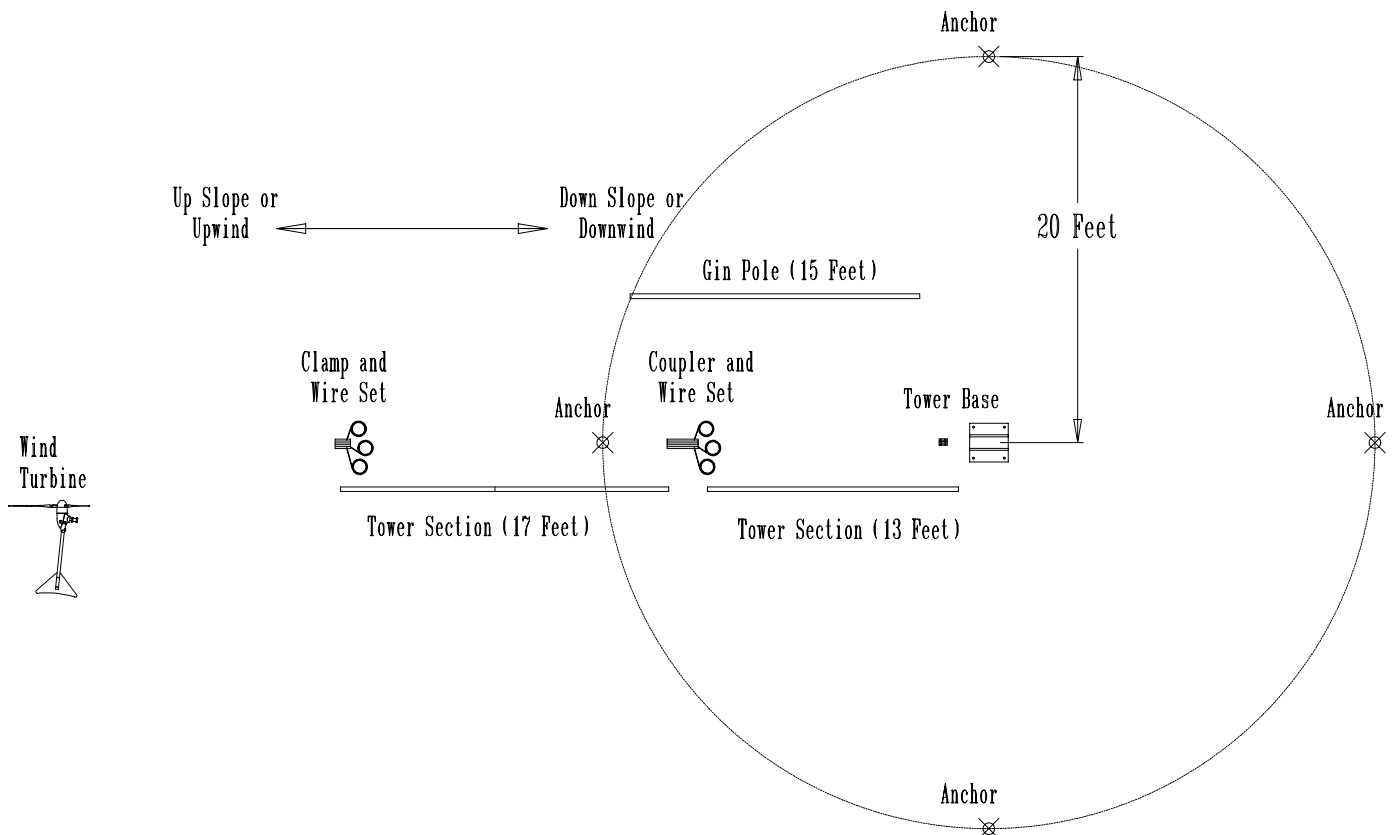 Anchor
Up Slope or
Upwind
Down Slope or
Downwind
20 Feet
Gin Pole (15 Feet)
Clamp and
Wire Set
Coupler and
Wire Set
Anchor
Tower Base
Anchor
Wind
Turbine
Tower Section (17 Feet)
Tower Section (13 Feet)
Anchor